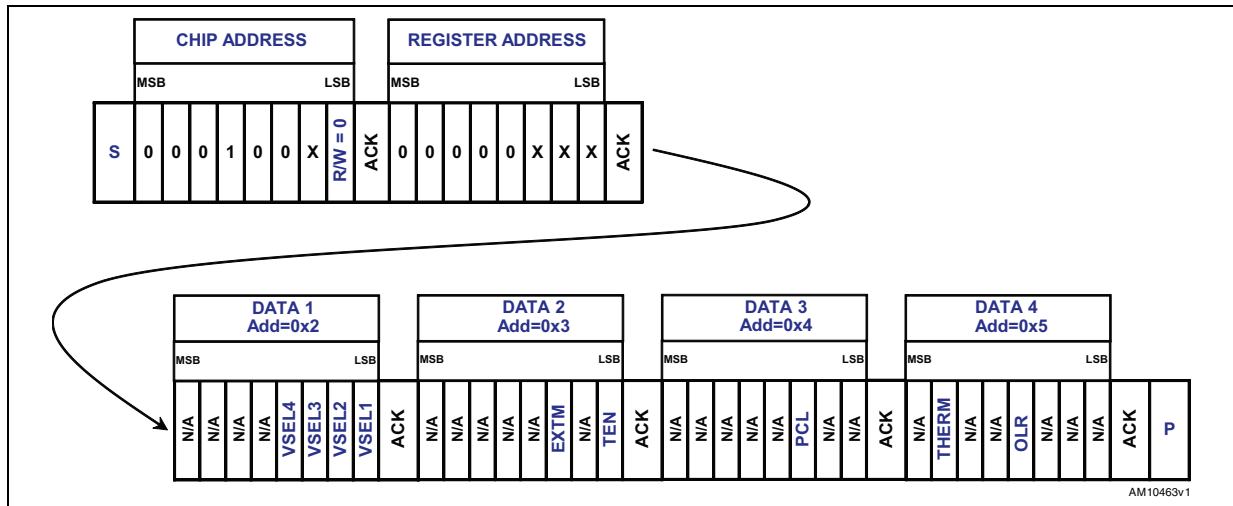 CHIP ADDRESS REGISTER ADDRESS
MSB LSB MSB LSB
S 0 0 0 1 0 0 X R/W = 0 ACK 0 0 0 0 0 X X X ACK
DATA 1 DATA 2 DATA 3 DATA 4
Add=0x2 Add=0x3 Add=0x4 Add=0x5
MSB LSB MSB LSB MSB LSB MSB LSB
N/A N/A N/A N/A VSEL4 VSEL3 VSEL2 VSEL1 ACK N/A N/A N/A N/A N/A EXTM N/A TEN ACK N/A N/A N/A N/A N/A PCL N/A N/A ACK N/A THERM N/A N/A OLR N/A N/A N/A ACK P
AM10463v1